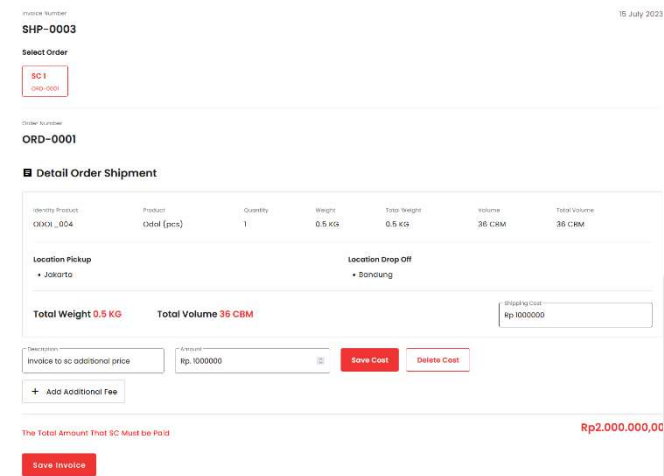 Invoice Number
15 July 2023
SHP-0003
Select Order
SC 1
ORD-0001
Order Number
ORD-0001
Detail Order Shipment
Identity Product Product Quantity Weight Total Weight Volume Total Volume
ODOL_004 Odol (pcs) 1 0.5 KG 0.5 KG 36 CBM 36 CBM
Location Pickup Location Drop Off
• Jakarta • Bandung
Shipping Cost
Total Weight 0.5 KG Total Volume 36 CBM Rp 1000000
Description Amount
Invoice to sc additional price Rp. 1000000 Save Cost Delete Cost
+ Add Additional Fee
The Total Amount That SC Must be Paid Rp2.000.000,00
Save Invoice